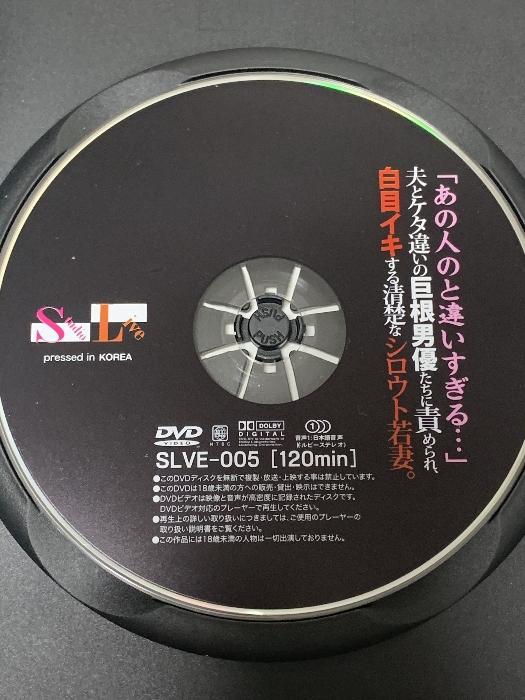 「あの人のと違いすぎる…」
夫とケタ違いの巨根男優たちに責められ、
白目イキする清楚なシロウト若妻。
Studio Live
pressed in KOREA
PUSH
PUSH
DVD
VIDEO
NTSC
DOLBY
DIGITAL
音声1:日本語音声
(ドルビーステレオ)
SLVE-005 [120min]
●このDVDディスクを無断で複製・放送・上映する事は禁止しています。
●このDVDは18歳未満の方への販売・貸出・映示はできません。
●DVDビデオは映像と音声が高密度に記録されたディスクです。
DVDビデオ対応のプレーヤーで再生してください。
●再生上の詳しい取り扱いにつきましては、ご使用のプレーヤーの
取り扱い説明書をご覧ください。
●この作品には18歳未満の人物は一切出演しておりません。